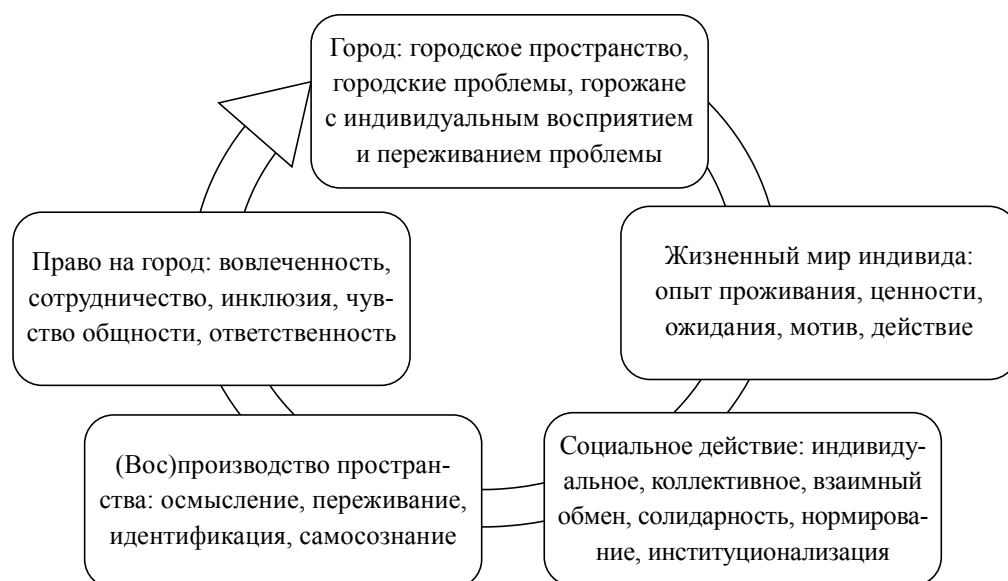 Город: городское пространство,
городские проблемы, горожане
с индивидуальным восприятием
и переживанием проблемы
Жизненный мир индивида:
опыт проживания, ценности,
ожидания, мотив, действие
Социальное действие: индивиду-
альное, коллективное, взаимный
обмен, солидарность, нормирова-
ние, институционализация
(Вос)производство простран-
ства: осмысление, переживание,
идентификация, самосознание
Право на город: вовлеченность,
сотрудничество, инклюзия, чув-
ство общности, ответственность